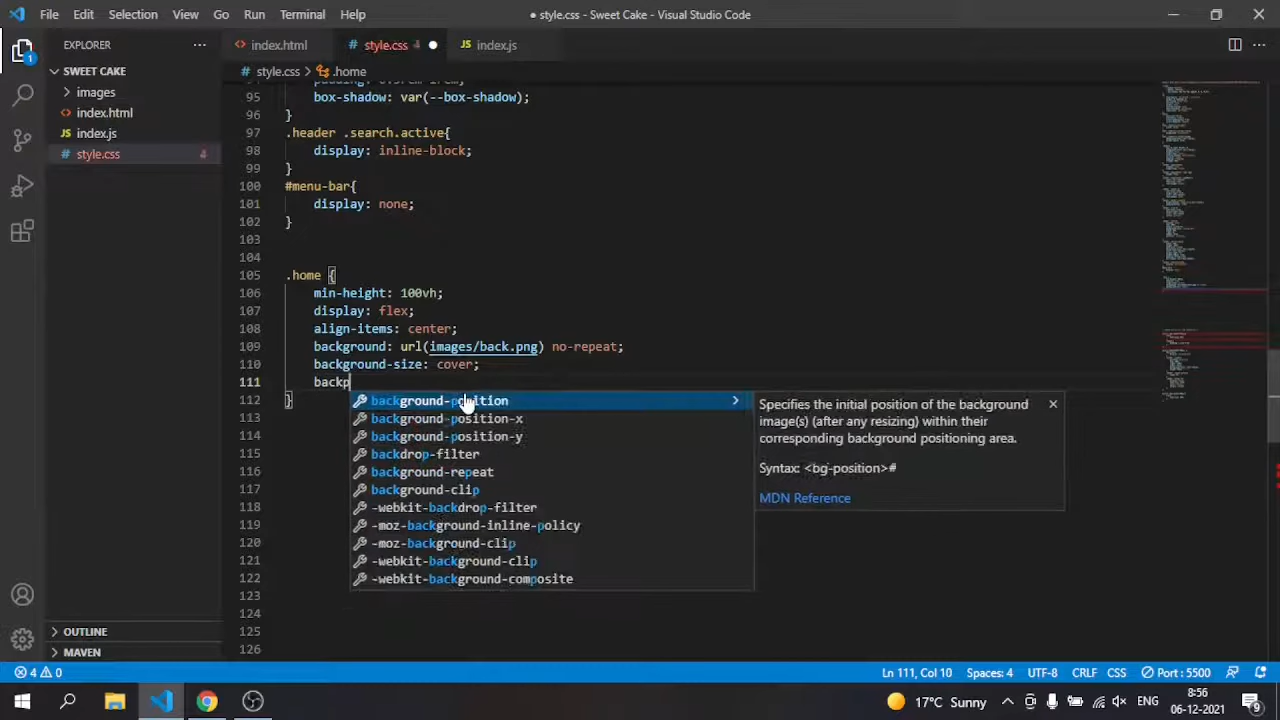 File Edit Selection View Go Run Terminal Help
● style.css - Sweet Cake - Visual Studio Code
EXPLORER
index.html
# style.css 4 ●
JS index.js
# style.css > .home
SWEET CAKE
images
index.html
JS index.js
# style.css 4
95 box-shadow: var(--box-shadow);
96 }
97 .header .search.active{
98 display: inline-block;
99 }
100 #menu-bar{
101 display: none;
102 }
103
104
105 .home {
106 min-height: 100vh;
107 display: flex;
108 align-items: center;
109 background: url(images/back.png) no-repeat;
110 background-size: cover;
111 backp
112 }
113
114
115
116
117
118
119
120
121
122
123
124
125
126
background-position
background-position-x
background-position-y
backdrop-filter
background-repeat
background-clip
-webkit-backdrop-filter
-moz-background-inline-policy
-moz-background-clip
-webkit-background-clip
-webkit-background-composite
Specifies the initial position of the background
image(s) (after any resizing) within their
corresponding background positioning area.
Syntax: <bg-position>#
MDN Reference
OUTLINE
MAVEN
4 0
Ln 111, Col 10 Spaces: 4 UTF-8 CRLF CSS Port : 5500
17°C Sunny
ENG
8:56
06-12-2021
9
1